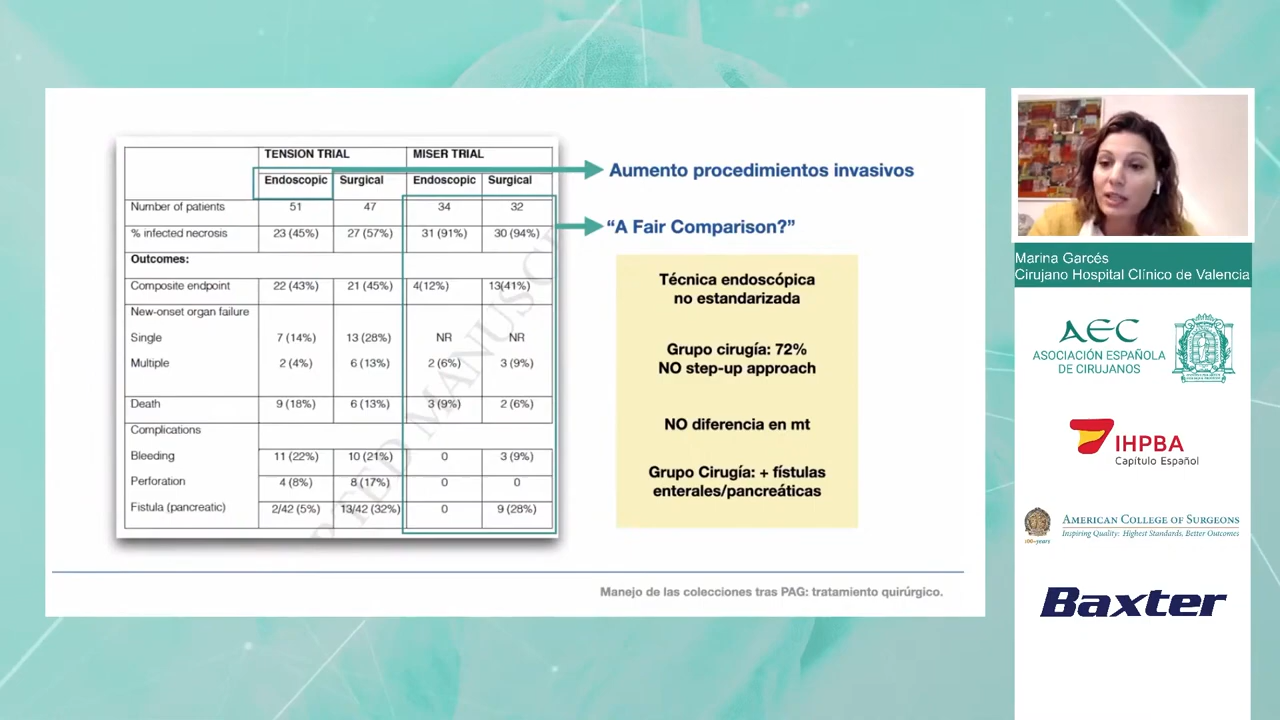 TENSION TRIAL MISER TRIAL
Endoscopic Surgical Endoscopic Surgical
Number of patients 51 47 34 32
% infected necrosis 23 (45%) 27 (57%) 31 (91%) 30 (94%)
Outcomes:
Composite endpoint 22 (43%) 21 (45%) 4(12%) 13(41%)
New-onset organ failure
Single 7 (14%) 13 (28%) NR NR
Multiple 2 (4%) 6 (13%) 2 (6%) 3 (9%)
Death 9 (18%) 6 (13%) 3 (9%) 2 (6%)
Complications
Bleeding 11 (22%) 10 (21%) 0 3 (9%)
Perforation 4 (8%) 8 (17%) 0 0
Fistula (pancreatic) 2/42 (5%) 13/42 (32%) 0 9 (28%)
Aumento procedimientos invasivos
“A Fair Comparison?”
Técnica endoscópica
no estandarizada
Grupo cirugía: 72%
NO step-up approach
NO diferencia en mt
Grupo Cirugía: + fístulas
enterales/pancreáticas
Manejo de las colecciones tras PAG: tratamiento quirúrgico.
Marina Garcés
Cirujano Hospital Clínico de Valencia
AEC
ASOCIACIÓN ESPAÑOLA
DE CIRUJANOS
IHPBA
Capítulo Español
AMERICAN COLLEGE OF SURGEONS
Inspiring Quality: Highest Standards, Better Outcomes
100+years
Baxter